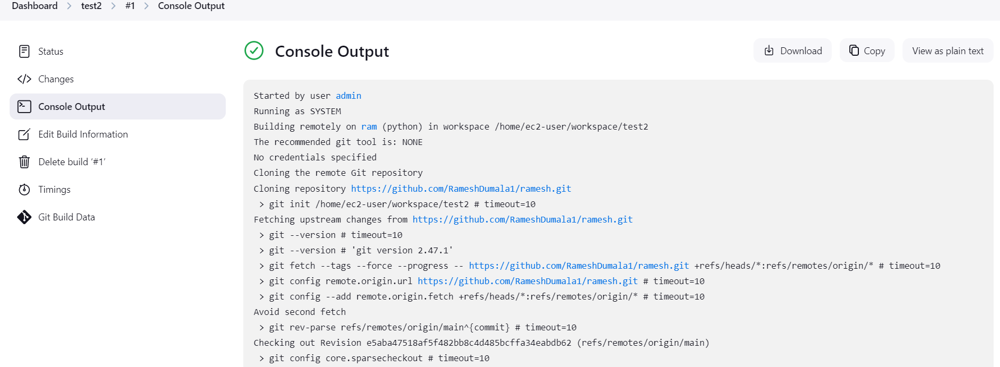 Dashboard > test2 > #1 > Console Output
Status
Changes
Console Output
Edit Build Information
Delete build ‘#1’
Timings
Git Build Data
Console Output
Download
Copy
View as plain text
Started by user admin
Running as SYSTEM
Building remotely on ram (python) in workspace /home/ec2-user/workspace/test2
The recommended git tool is: NONE
No credentials specified
Cloning the remote Git repository
Cloning repository https://github.com/RameshDumala1/ramesh.git
> git init /home/ec2-user/workspace/test2 # timeout=10
Fetching upstream changes from https://github.com/RameshDumala1/ramesh.git
> git --version # timeout=10
> git --version # 'git version 2.47.1'
> git fetch --tags --force --progress -- https://github.com/RameshDumala1/ramesh.git +refs/heads/*:refs/remotes/origin/* # timeout=10
> git config remote.origin.url https://github.com/RameshDumala1/ramesh.git # timeout=10
> git config --add remote.origin.fetch +refs/heads/*:refs/remotes/origin/* # timeout=10
Avoid second fetch
> git rev-parse refs/remotes/origin/main^{commit} # timeout=10
Checking out Revision e5aba47518af5f482bb8c4d485bcffa34eabdb62 (refs/remotes/origin/main)
> git config core.sparsecheckout # timeout=10